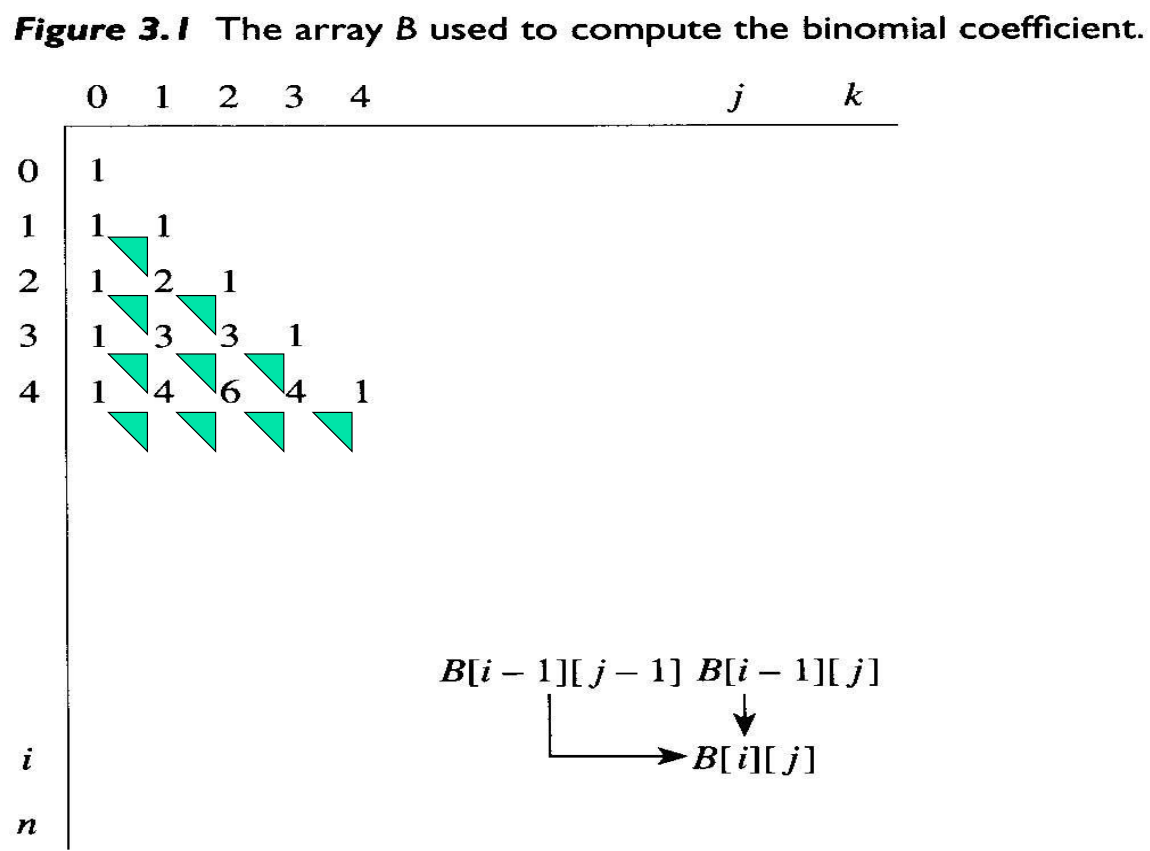 Figure 3.1 The array B used to compute the binomial coefficient.
0 1 2 3 4 j k
0 1
1 1 1
2 1 2 1
3 1 3 3 1
4 1 4 6 4 1
B[i − 1][j − 1] B[i − 1][j]
i B[i][j]
n